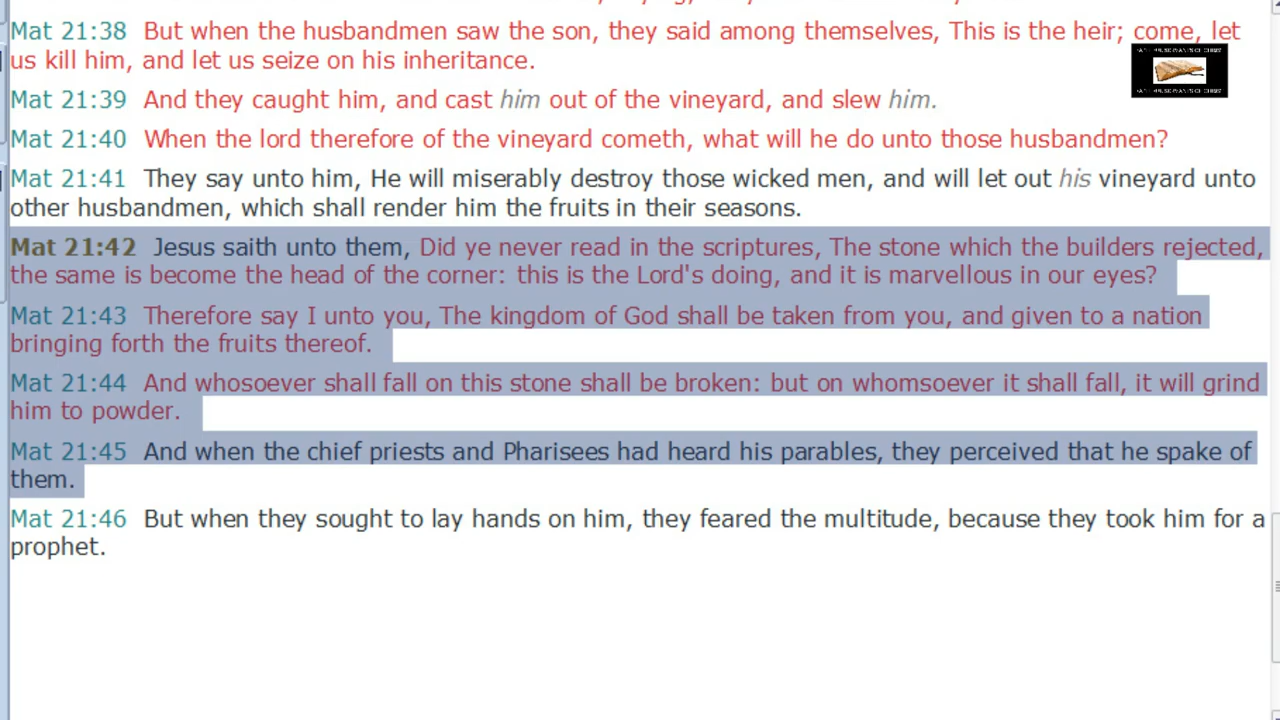 Mat 21:38 But when the husbandmen saw the son, they said among themselves, This is the heir; come, let
us kill him, and let us seize on his inheritance.
Mat 21:39 And they caught him, and cast him out of the vineyard, and slew him.
Mat 21:40 When the lord therefore of the vineyard cometh, what will he do unto those husbandmen?
Mat 21:41 They say unto him, He will miserably destroy those wicked men, and will let out his vineyard unto
other husbandmen, which shall render him the fruits in their seasons.
Mat 21:42 Jesus saith unto them, Did ye never read in the scriptures, The stone which the builders rejected,
the same is become the head of the corner: this is the Lord's doing, and it is marvellous in our eyes?
Mat 21:43 Therefore say I unto you, The kingdom of God shall be taken from you, and given to a nation
bringing forth the fruits thereof.
Mat 21:44 And whosoever shall fall on this stone shall be broken: but on whomsoever it shall fall, it will grind
him to powder.
Mat 21:45 And when the chief priests and Pharisees had heard his parables, they perceived that he spake of
them.
Mat 21:46 But when they sought to lay hands on him, they feared the multitude, because they took him for a
prophet.